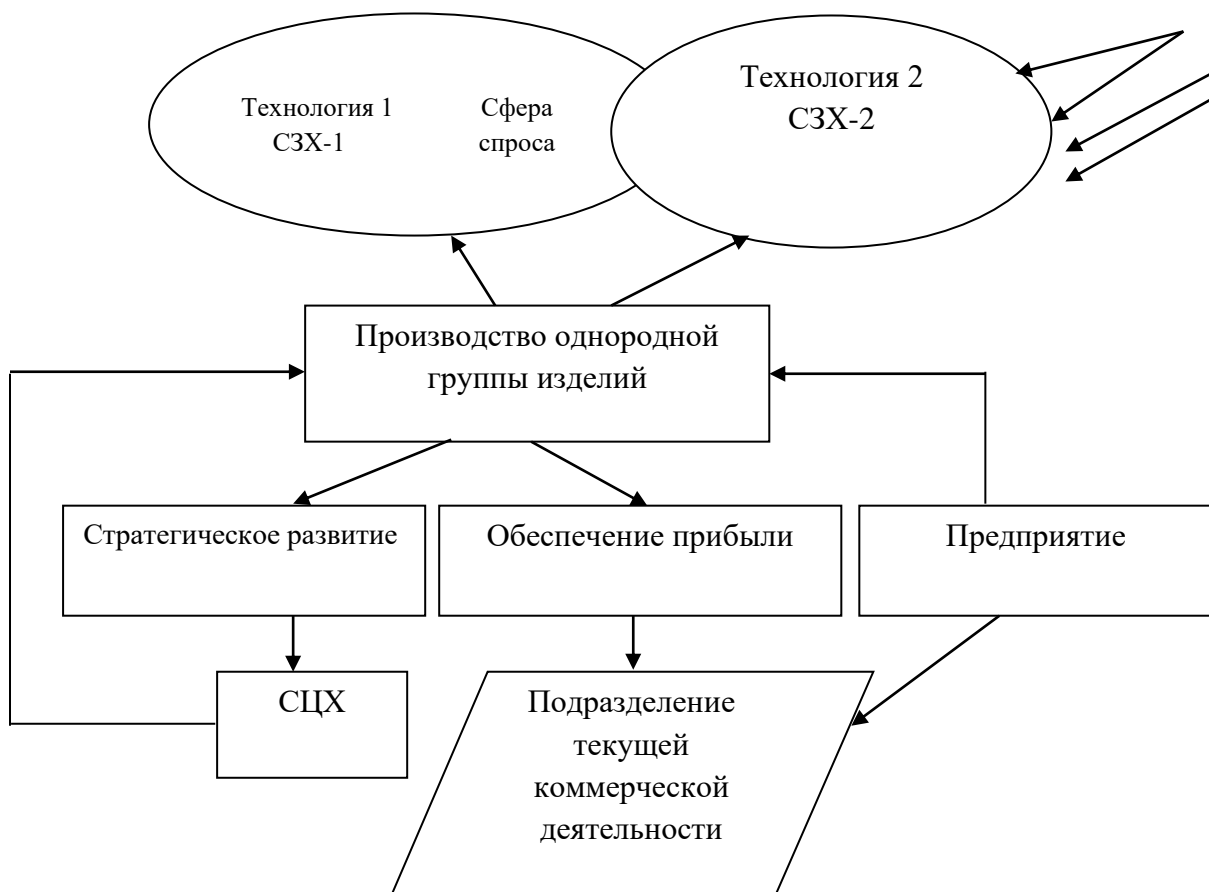 Технология 1
СЗХ-1
Сфера
спроса
Технология 2
СЗХ-2
Производство однородной
группы изделий
Стратегическое развитие
Обеспечение прибыли
Предприятие
СЦХ
Подразделение
текущей
коммерческой
деятельности